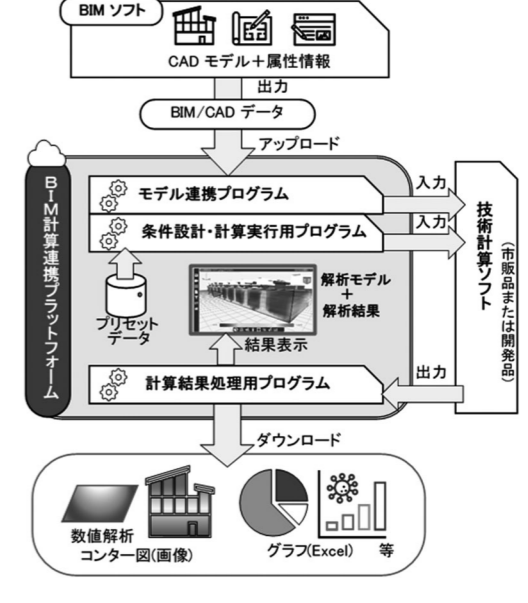 BIM ソフト
CAD モデル＋属性情報
出力
BIM/CAD データ
アップロード
BIM計算連携プラットフォーム
モデル連携プログラム
入力
条件設計・計算実行用プログラム
入力
技術計算ソフト
（市販品または開発品）
プリセット
データ
解析モデル
＋
解析結果
結果表示
計算結果処理用プログラム
出力
ダウンロード
数値解析
コンター図(画像)
グラフ(Excel)
等